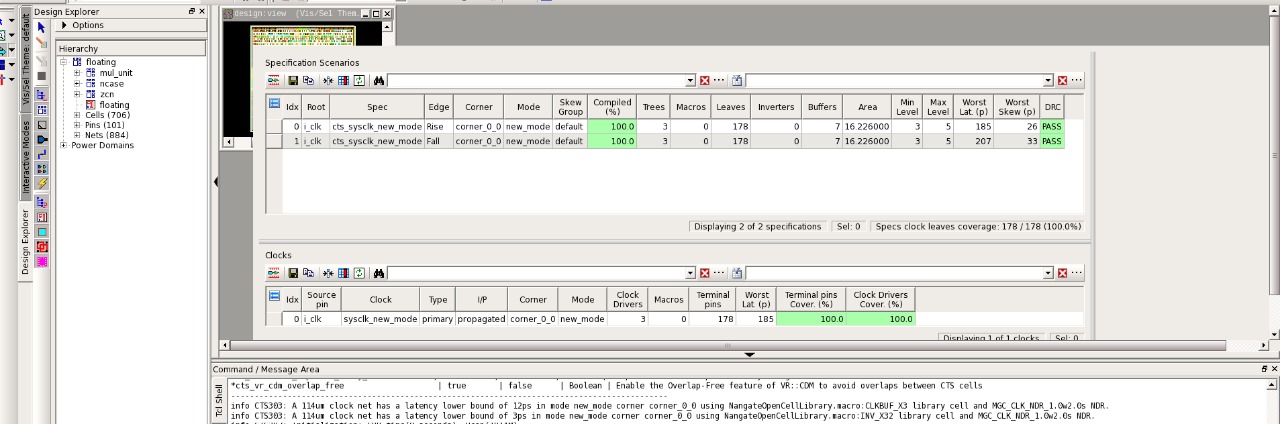 Design Explorer
design:view (Vis/Sel Them
Options
Hierarchy
floating
mul_unit
ncase
zcn
floating
Cells (706)
Pins (101)
Nets (884)
Power Domains
Vis/Sel Theme: default
Interactive Modes
Design Explorer
Specification Scenarios
Idx Root Spec Edge Corner Mode Skew Group Compiled (%) Trees Macros Leaves Inverters Buffers Area Min Level Max Level Worst Lat. (p) Worst Skew (p) DRC
0 i_clk cts_sysclk_new_mode Rise corner_0_0 new_mode default 100.0 3 0 178 0 7 16.226000 3 5 185 26 PASS
1 i_clk cts_sysclk_new_mode Fall corner_0_0 new_mode default 100.0 3 0 178 0 7 16.226000 3 5 207 33 PASS
Displaying 2 of 2 specifications Sel: 0 Specs clock leaves coverage: 178 / 178 (100.0%)
Clocks
Idx Source pin Clock Type I/P Corner Mode Clock Drivers Macros Terminal pins Worst Lat. (p) Terminal pins Cover. (%) Clock Drivers Cover. (%)
0 i_clk sysclk_new_mode primary propagated corner_0_0 new_mode 3 0 178 185 100.0 100.0
Displaying 1 of 1 clocks Sel: 0
Command / Message Area
Tcl Shell
*cts_vr_cdm_overlap_free | true | false | Boolean | Enable the Overlap-Free feature of VR::CDM to avoid overlaps between CTS cells
info CTS303: A 114um clock net has a latency lower bound of 12ps in mode new_mode corner corner_0_0 using NangateOpenCellLibrary.macro:CLKBUF_X3 library cell and MGC_CLK_NDR_1.0w2.0s NDR.
info CTS303: A 114um clock net has a latency lower bound of 3ps in mode new_mode corner corner_0_0 using NangateOpenCellLibrary.macro:INV_X32 library cell and MGC_CLK_NDR_1.0w2.0s NDR.